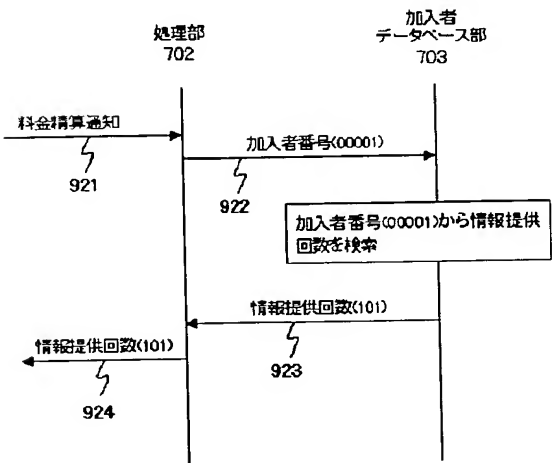 処理部
702
加入者
データベース部
703
料金精算通知
921
加入者番号(00001)
922
加入者番号(00001)から情報提供
回数を検索
情報提供回数(101)
923
情報提供回数(101)
924